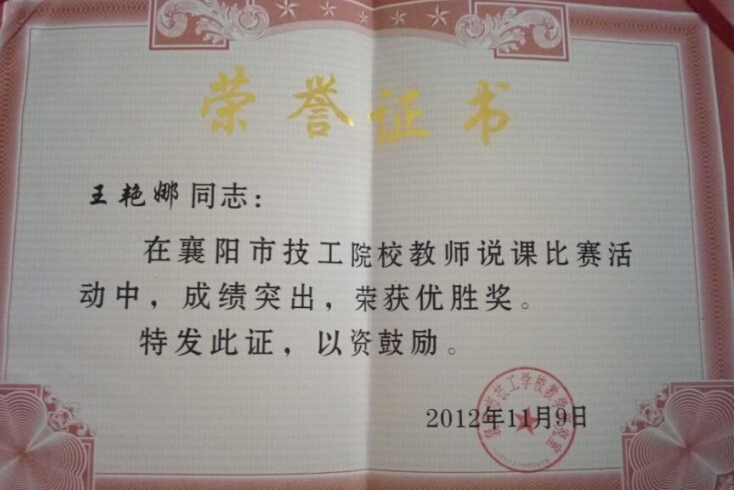 荣誉证书
王艳娜同志：
在襄阳市技工院校教师说课比赛活
动中，成绩突出，荣获优胜奖。
特发此证，以资鼓励。
2012年11月9日